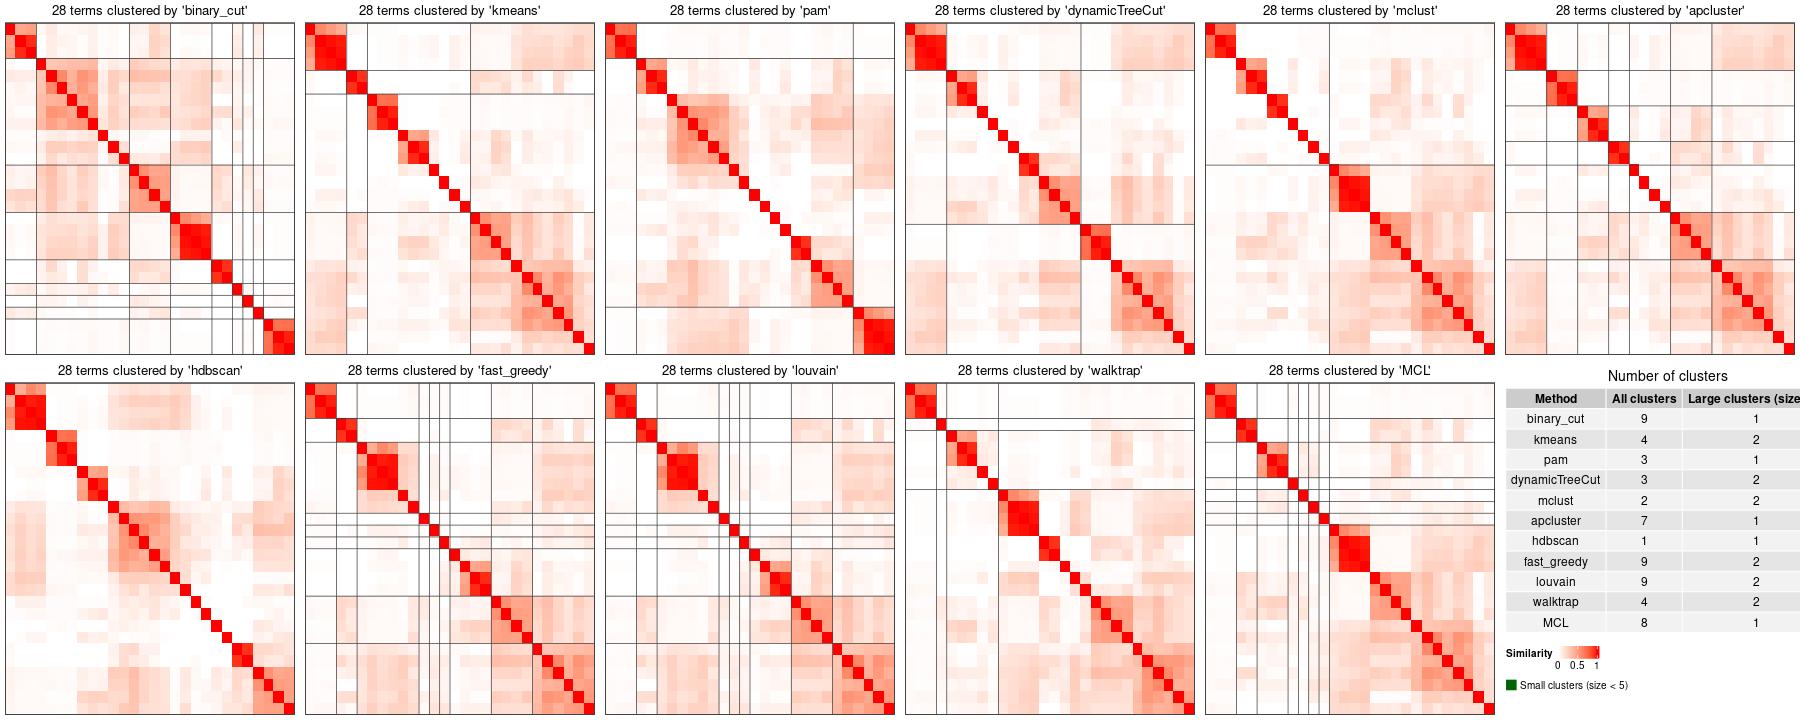 28 terms clustered by 'binary_cut'
28 terms clustered by 'kmeans'
28 terms clustered by 'pam'
28 terms clustered by 'dynamicTreeCut'
28 terms clustered by 'mclust'
28 terms clustered by 'apcluster'
28 terms clustered by 'hdbscan'
28 terms clustered by 'fast_greedy'
28 terms clustered by 'louvain'
28 terms clustered by 'walktrap'
28 terms clustered by 'MCL'
Number of clusters
Method All clusters Large clusters (size
binary_cut 9 1
kmeans 4 2
pam 3 1
dynamicTreeCut 3 2
mclust 2 2
apcluster 7 1
hdbscan 1 1
fast_greedy 9 2
louvain 9 2
walktrap 4 2
MCL 8 1
Similarity
0 0.5 1
Small clusters (size < 5)